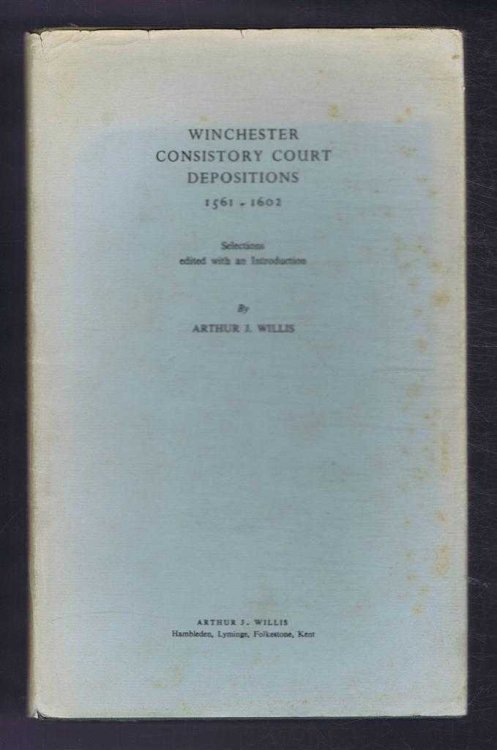 WINCHESTER
CONSISTORY COURT
DEPOSITIONS
1561 - 1602
Selections
edited with an Introduction
By
ARTHUR J. WILLIS
ARTHUR J. WILLIS
Hambleden, Lyminge, Folkestone, Kent